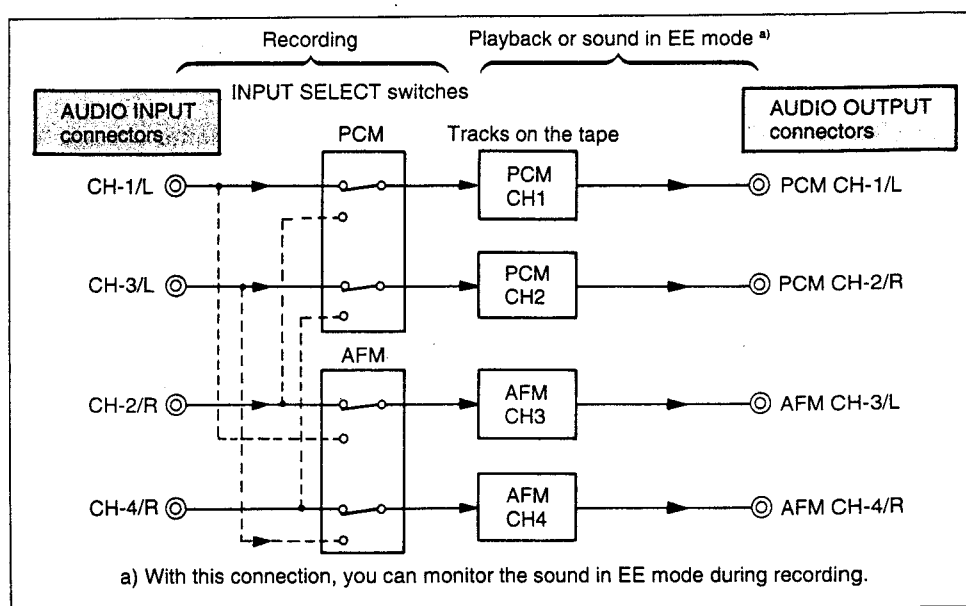 Recording
Playback or sound in EE mode a)
INPUT SELECT switches
AUDIO INPUT
connectors
AUDIO OUTPUT
connectors
PCM
Tracks on the tape
CH-1/L
PCM
CH1
PCM CH-1/L
CH-3/L
PCM
CH2
PCM CH-2/R
AFM
CH-2/R
AFM
CH3
AFM CH-3/L
CH-4/R
AFM
CH4
AFM CH-4/R
a) With this connection, you can monitor the sound in EE mode during recording.